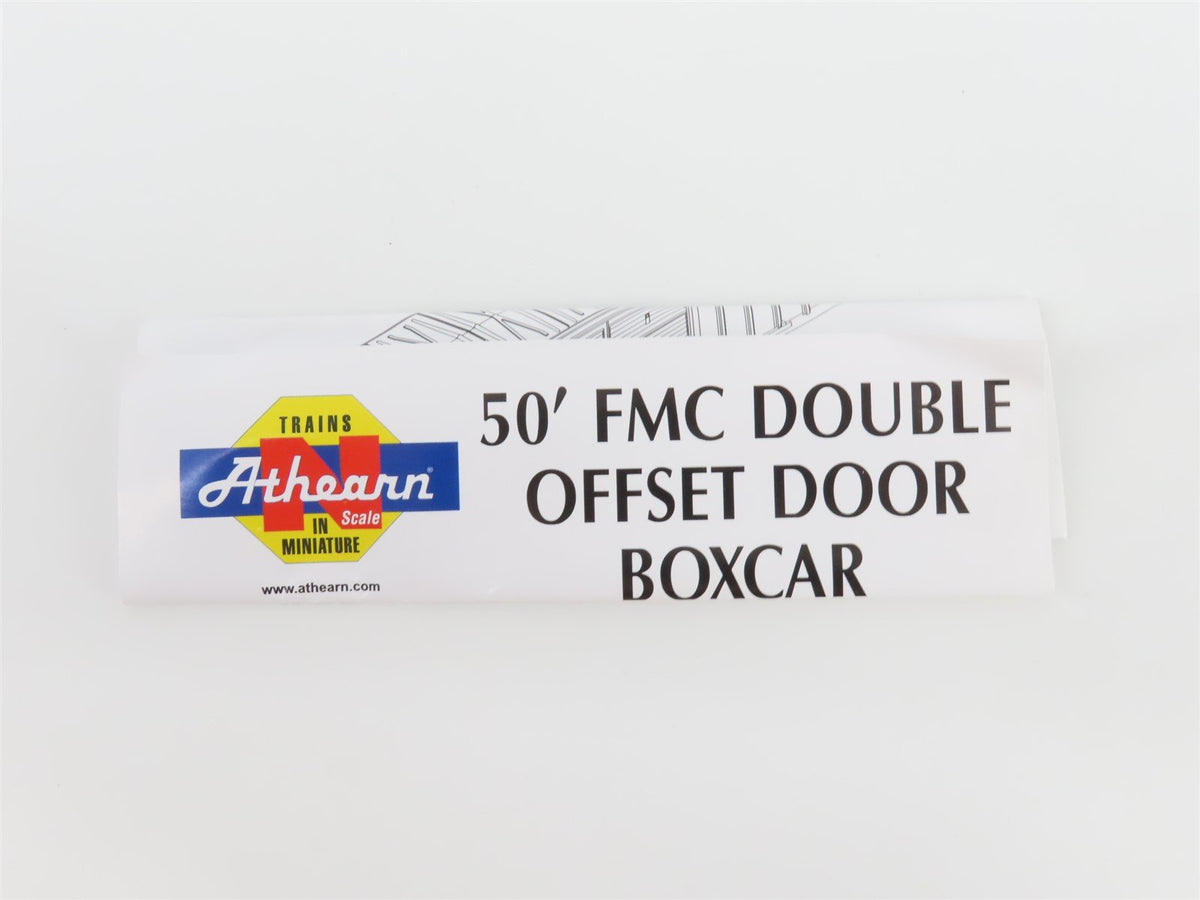 TRAINS
N
Athearn®
Scale
IN
MINIATURE
www.athearn.com
50' FMC DOUBLE
OFFSET DOOR
BOXCAR